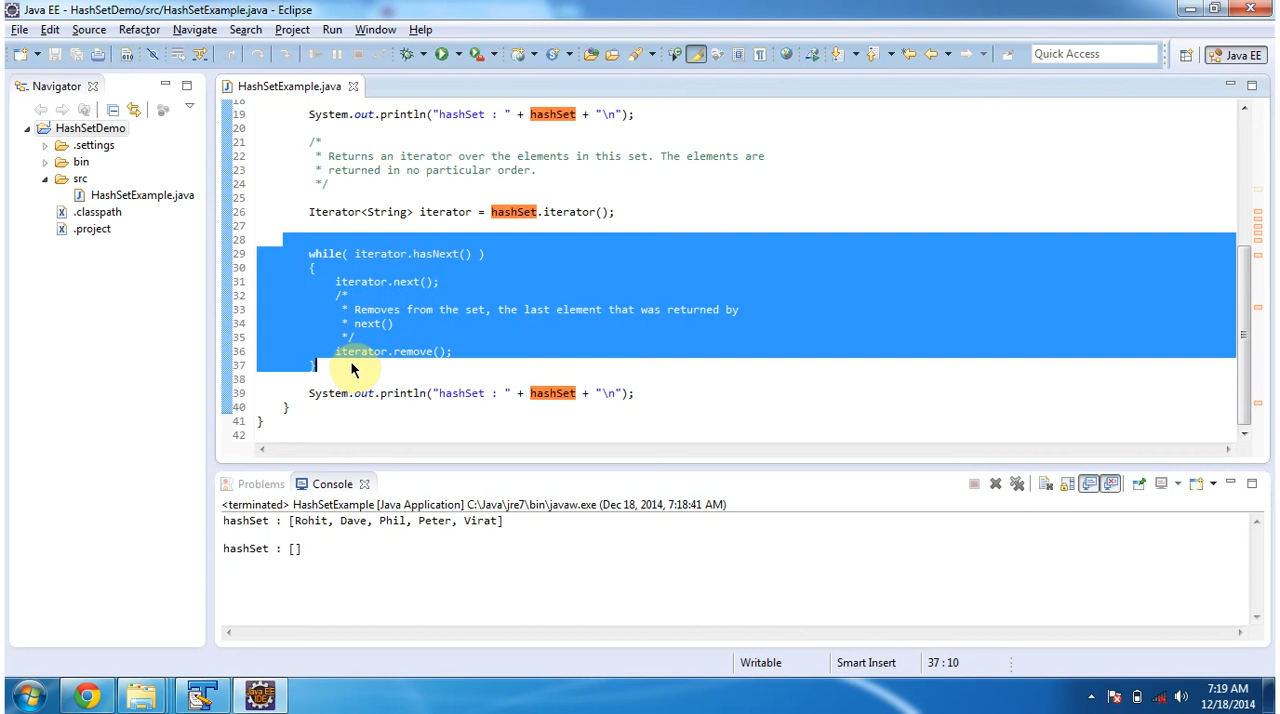 Java EE - HashSetDemo/src/HashSetExample.java - Eclipse
File Edit Source Refactor Navigate Search Project Run Window Help
Quick Access
Java EE
Navigator
HashSetDemo
.settings
bin
src
HashSetExample.java
.classpath
.project
HashSetExample.java
18
19 System.out.println("hashSet : " + hashSet + "\n");
20
21 /*
22 * Returns an iterator over the elements in this set. The elements are
23 * returned in no particular order.
24 */
25
26 Iterator<String> iterator = hashSet.iterator();
27
28
29 while( iterator.hasNext() )
30 {
31 iterator.next();
32 /*
33 * Removes from the set, the last element that was returned by
34 * next()
35 */
36 iterator.remove();
37 }
38
39 System.out.println("hashSet : " + hashSet + "\n");
40 }
41 }
42
Problems Console
<terminated> HashSetExample [Java Application] C:\Java\jre7\bin\javaw.exe (Dec 18, 2014, 7:18:41 AM)
hashSet : [Rohit, Dave, Phil, Peter, Virat]
hashSet : []
Writable Smart Insert 37 : 10
Java EE
IDE
7:19 AM
12/18/2014